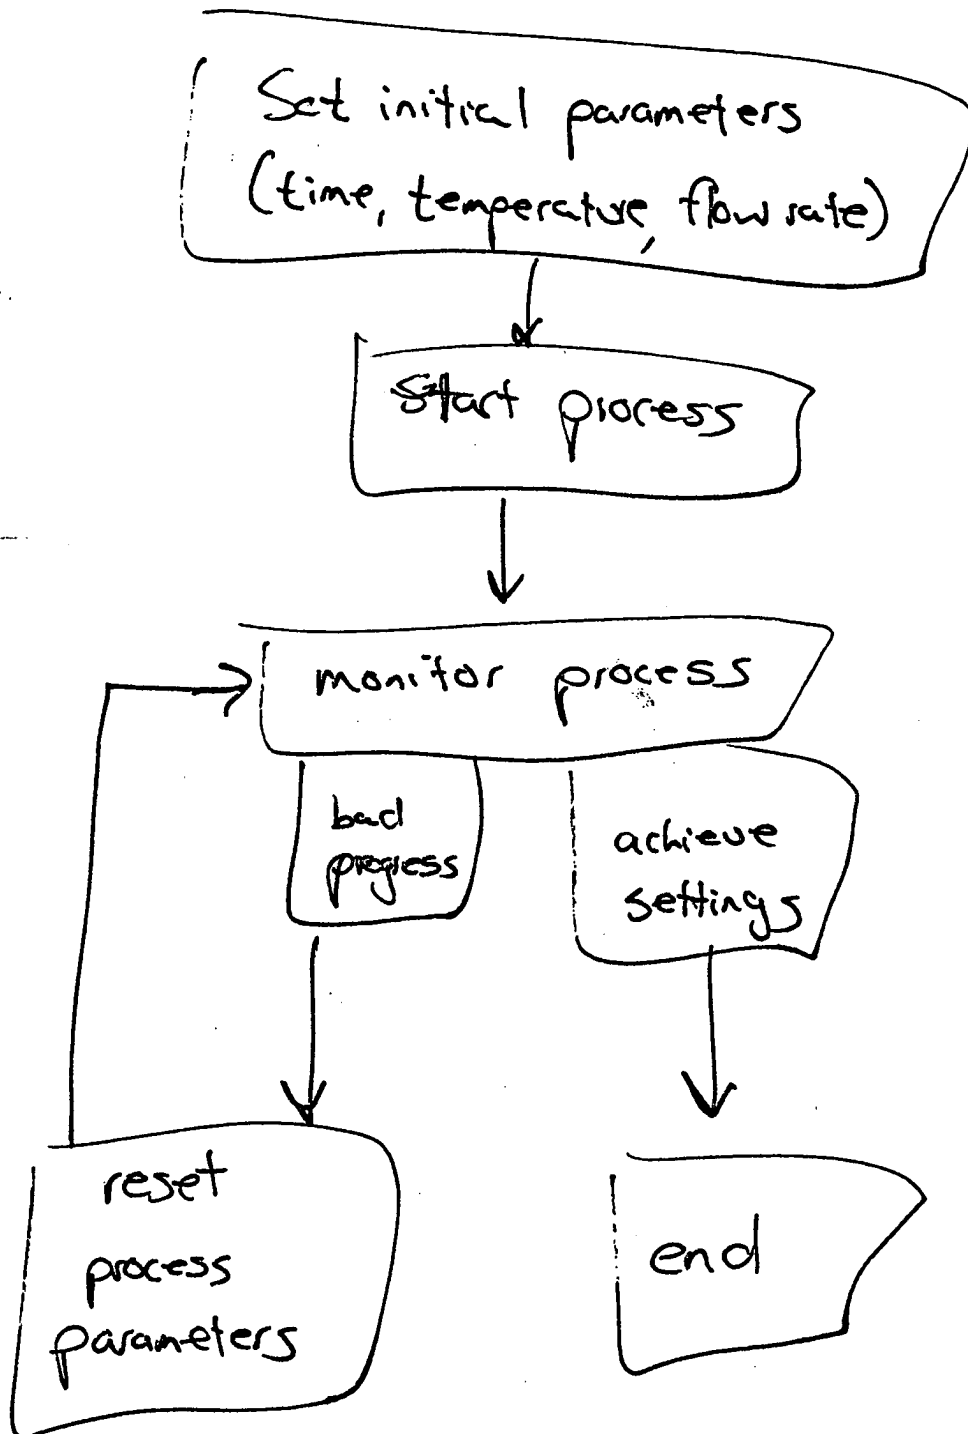 Set initial parameters
(time, temperature, flow rate)
Start process
monitor process
bad
progress
achieve
settings
reset
process
parameters
end